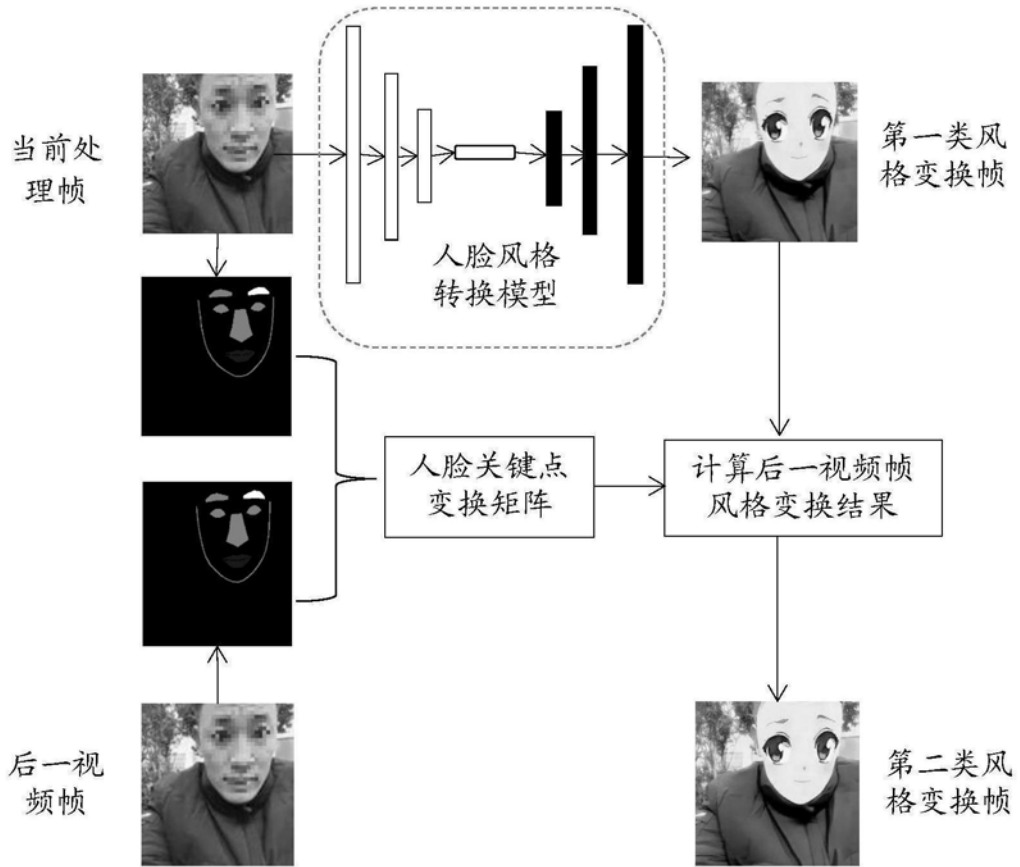 当前处
理帧
人脸风格
转换模型
第一类风
格变换帧
人脸关键点
变换矩阵
计算后一视频帧
风格变换结果
后一视
频帧
第二类风
格变换帧